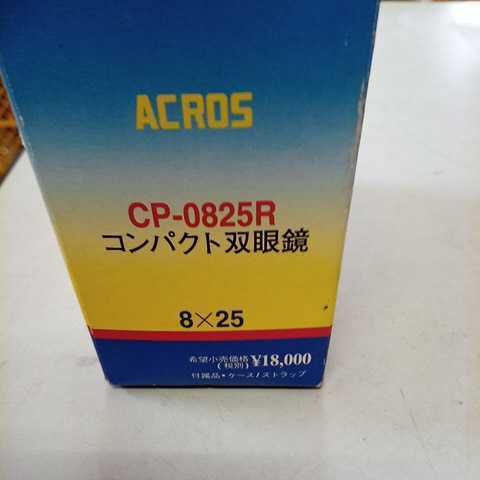 ACROS
CP-0825R
コンパクト双眼鏡
8×25
希望小売価格
(税別) ¥18,000
付属品・ケース/ストラップ